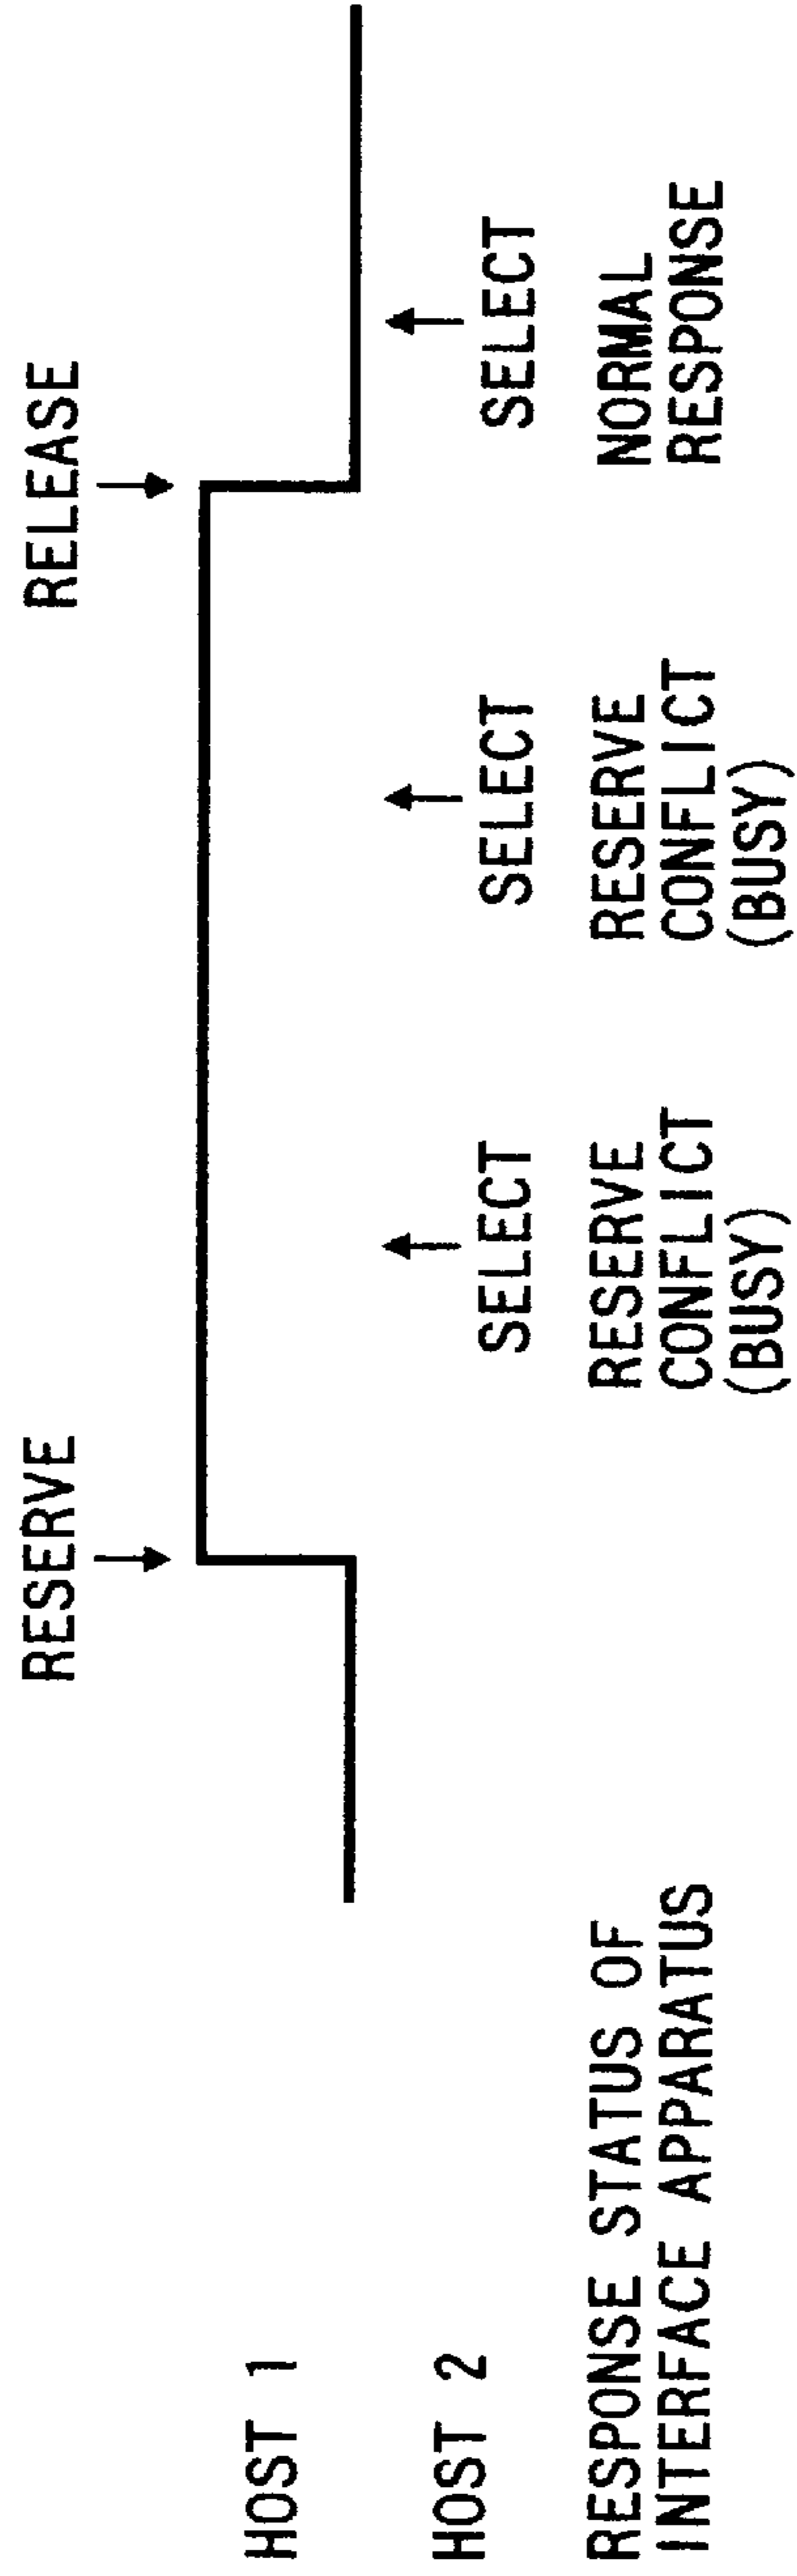 RESERVE
RELEASE
HOST 1
HOST 2
SELECT
SELECT
SELECT
RESPONSE STATUS OF
INTERFACE APPARATUS
RESERVE
CONFLICT
(BUSY)
RESERVE
CONFLICT
(BUSY)
NORMAL
RESPONSE